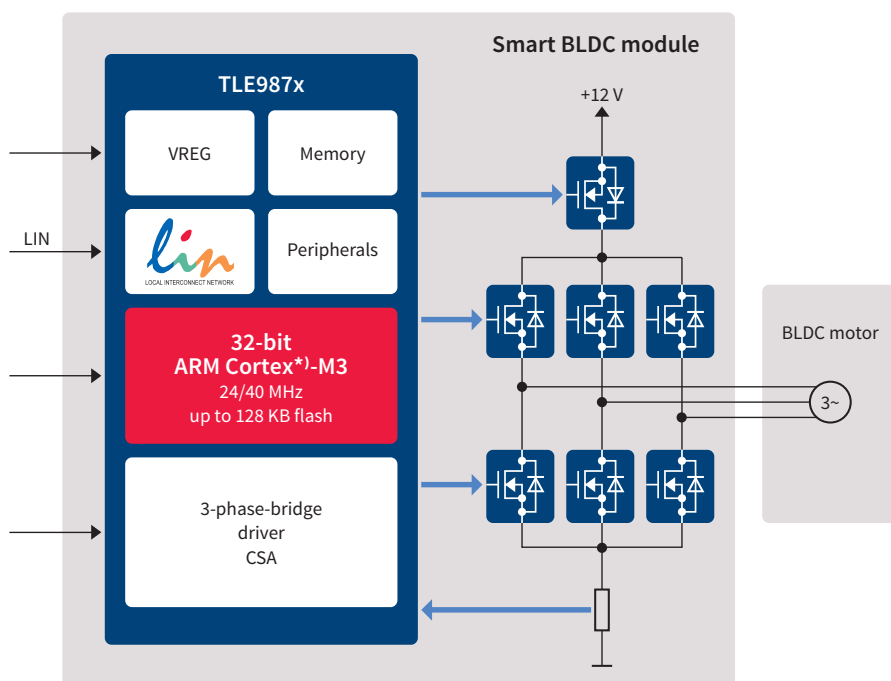 Smart BLDC module
TLE987x
+12 V
VREG
Memory
LIN
lin
LOCAL INTERCONNECT NETWORK
Peripherals
32-bit
ARM Cortex*)-M3
24/40 MHz
up to 128 KB flash
BLDC motor
3~
3-phase-bridge
driver
CSA